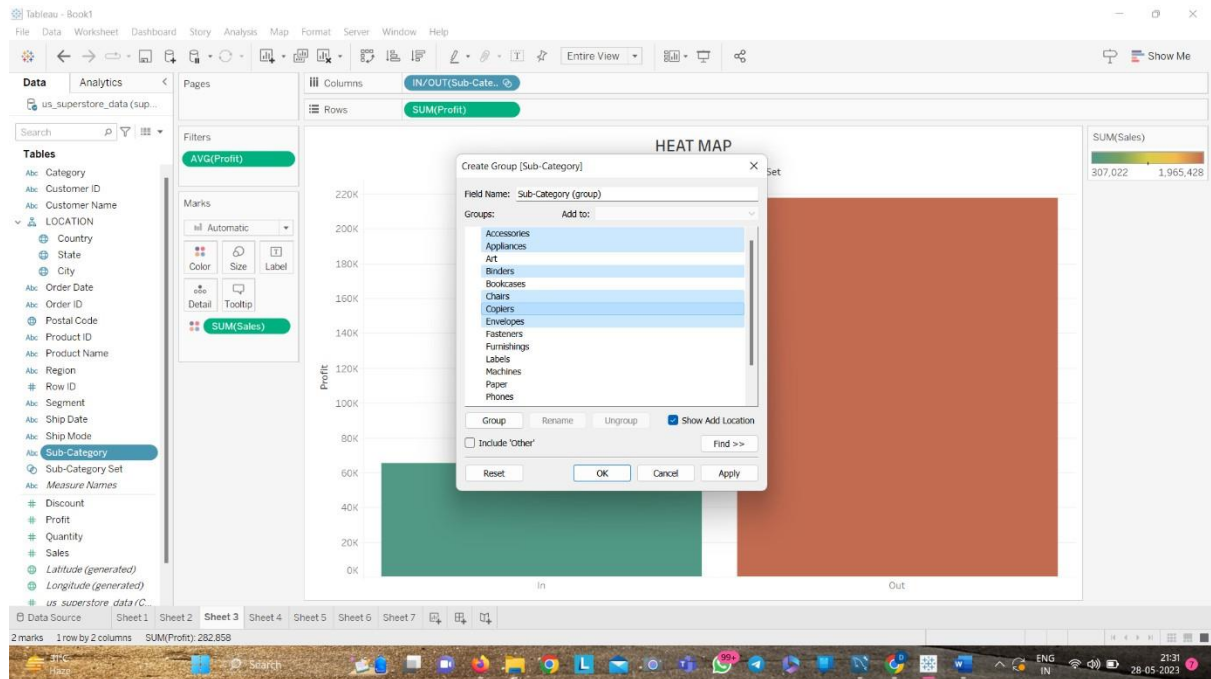 Tableau - Book1
File Data Worksheet Dashboard Story Analysis Map Format Server Window Help
Entire View
Show Me
Data Analytics
us_superstore_data (sup...
Search
Tables
Abc Category
Abc Customer ID
Abc Customer Name
LOCATION
Country
State
City
Abc Order Date
Abc Order ID
Postal Code
Abc Product ID
Abc Product Name
Abc Region
# Row ID
Abc Segment
Abc Ship Date
Abc Ship Mode
Abc Sub-Category
Sub-Category Set
Abc Measure Names
# Discount
# Profit
# Quantity
# Sales
Latitude (generated)
Longitude (generated)
# us_superstore_data (C...
Pages
Filters
AVG(Profit)
Marks
Automatic
Color Size Label
Detail Tooltip
SUM(Sales)
Columns IN/OUT(Sub-Cate..
Rows SUM(Profit)
HEAT MAP
Set
Profit
220K
200K
180K
160K
140K
120K
100K
80K
60K
40K
20K
0K
In Out
Create Group [Sub-Category]
Field Name: Sub-Category (group)
Groups: Add to:
Accessories
Appliances
Art
Binders
Bookcases
Chairs
Copiers
Envelopes
Fasteners
Furnishings
Labels
Machines
Paper
Phones
Group Rename Ungroup Show Add Location
Include 'Other' Find >>
Reset OK Cancel Apply
SUM(Sales)
307,022 1,965,428
Data Source Sheet 1 Sheet 2 Sheet 3 Sheet 4 Sheet 5 Sheet 6 Sheet 7
2 marks 1 row by 2 columns SUM(Profit): 282,858
31°C
Haze
Search
99+
ENG
IN
21:31
28-05-2023
7